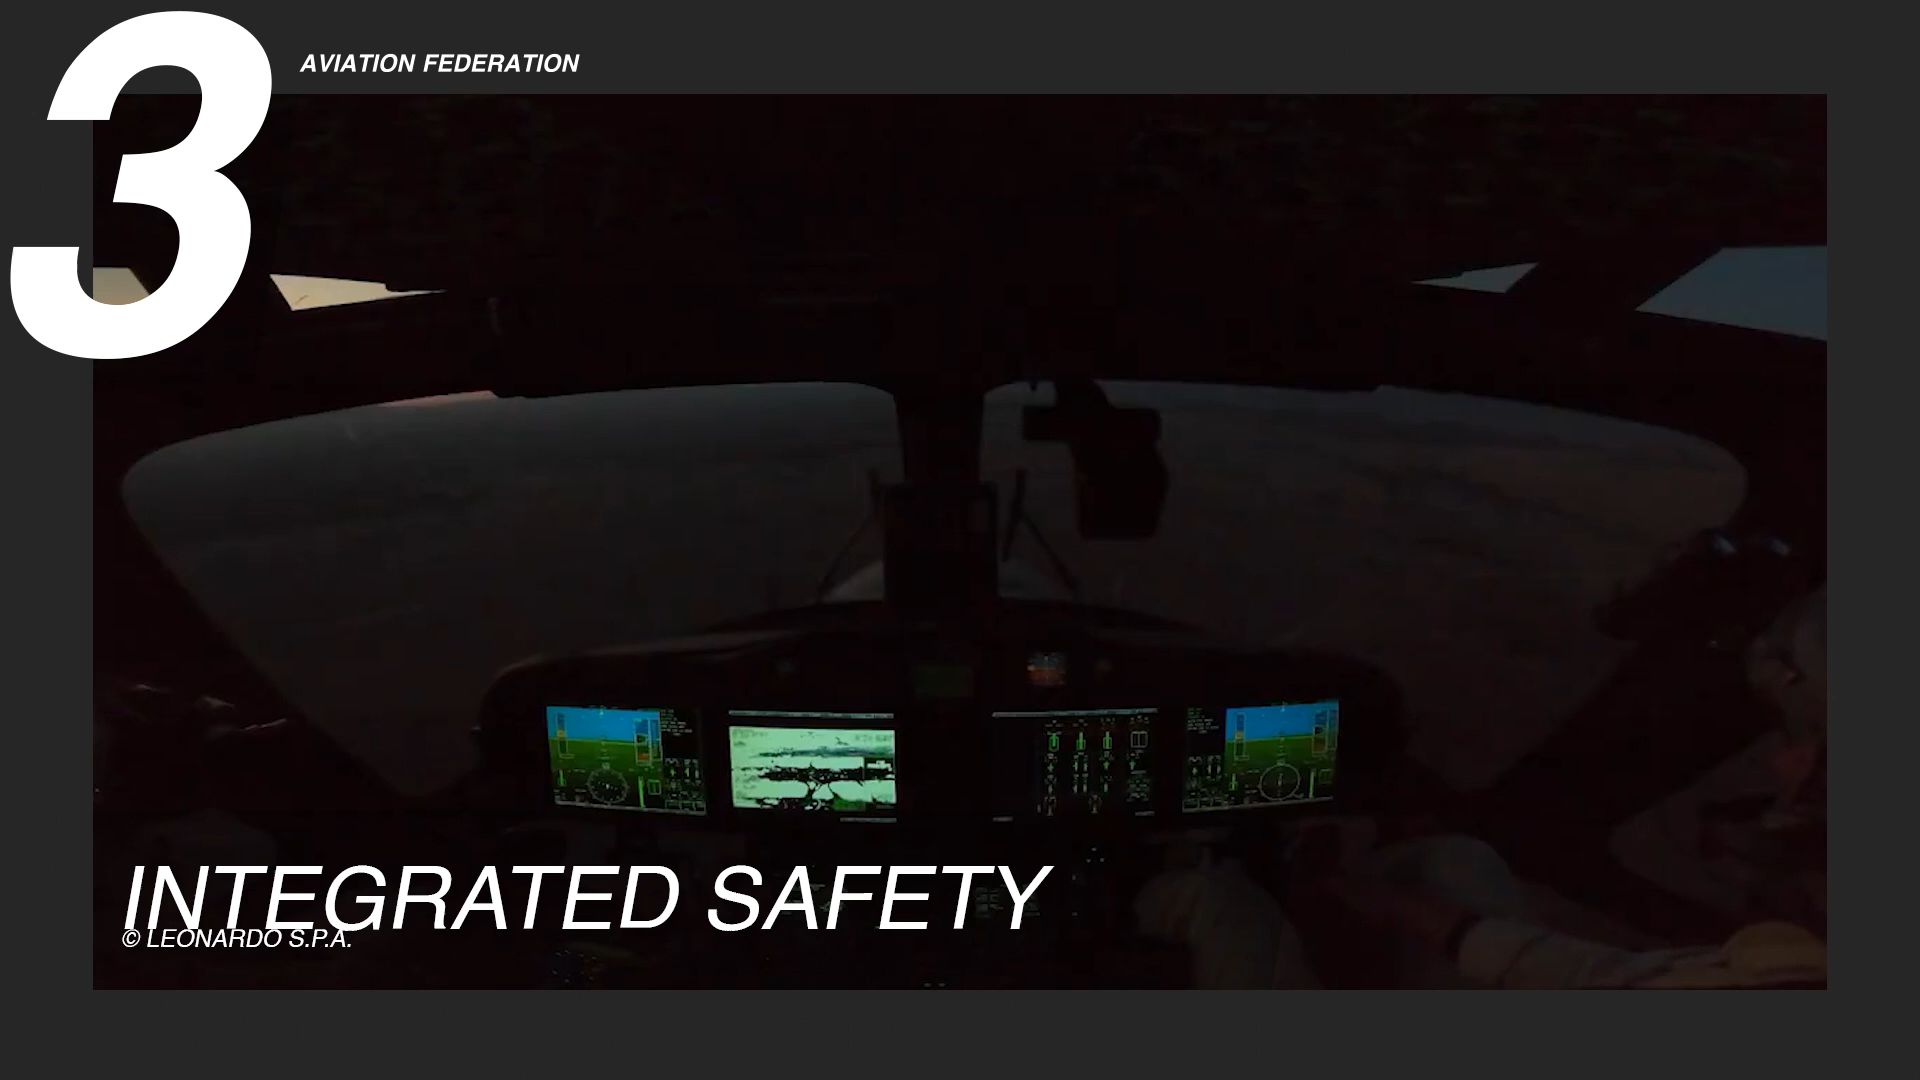 3
AVIATION FEDERATION
INTEGRATED SAFETY
© LEONARDO S.P.A.